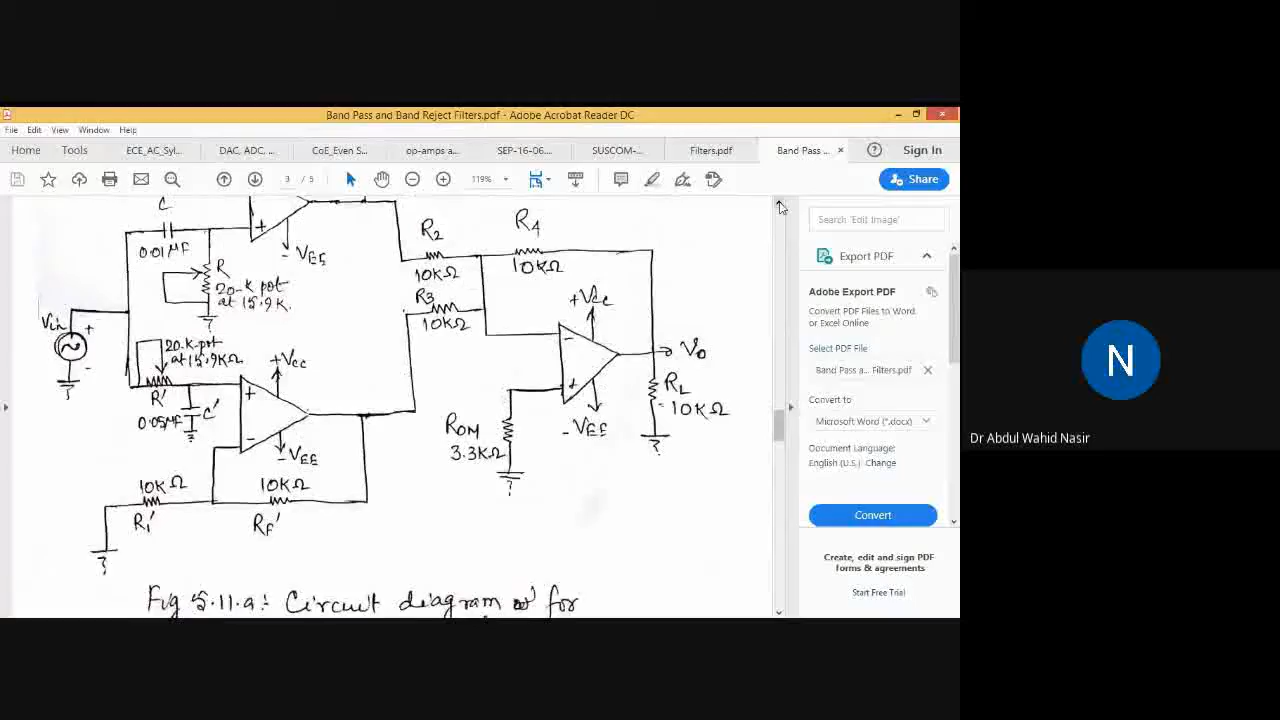 Band Pass and Band Reject Filters.pdf - Adobe Acrobat Reader DC
File Edit View Window Help
Home Tools ECE_AC_Syl... DAC, ADC, ... CoE_Even S... op-amps a... SEP-16-06.... SUSCOM-... Filters.pdf Band Pass ... × ? Sign In
3 / 5 119% Share
C
0.01μF
+
- VEE
R
20-K pot
at 15.9K.
R2
10KΩ
R4
10KΩ
R3
10KΩ
Vin
+
-
20.K.pot
at 15.9KΩ
R'
0.05μF C'
+Vcc
+
-
- VEE
10KΩ
R1'
10KΩ
RF'
+Vcc
-
+
- VEE
Vo
RL
10KΩ
ROM
3.3KΩ
Fig 5.11.a: Circuit diagram for
Search 'Edit Image'
Export PDF
Adobe Export PDF
Convert PDF Files to Word
or Excel Online
Select PDF File
Band Pass a... Filters.pdf ×
Convert to
Microsoft Word (*.docx)
Document Language:
English (U.S.) Change
Convert
Create, edit and sign PDF
forms & agreements
Start Free Trial
N
Dr Abdul Wahid Nasir